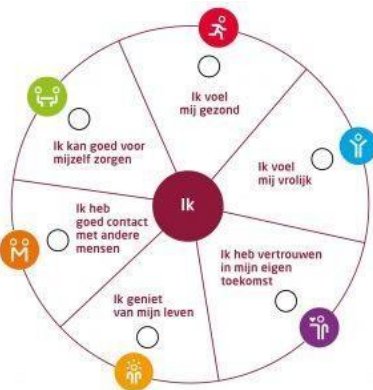 Ik voel
mij gezond
Ik voel
mij vrolijk
Ik heb vertrouwen
in mijn eigen
toekomst
Ik geniet
van mijn leven
Ik heb
goed contact
met andere
mensen
Ik kan goed voor
mijzelf zorgen
Ik